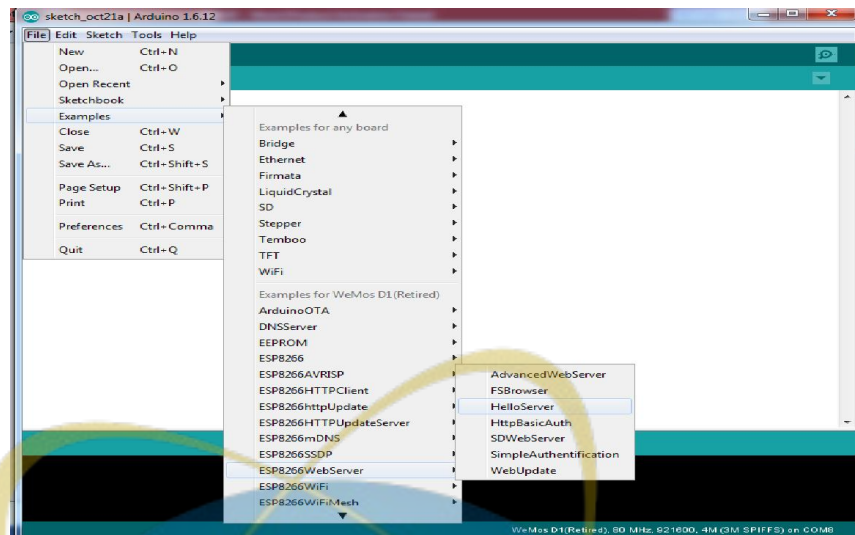 sketch_oct21a | Arduino 1.6.12
File Edit Sketch Tools Help
New Ctrl+N
Open... Ctrl+O
Open Recent
Sketchbook
Examples
Close Ctrl+W
Save Ctrl+S
Save As... Ctrl+Shift+S
Page Setup Ctrl+Shift+P
Print Ctrl+P
Preferences Ctrl+Comma
Quit Ctrl+Q
Examples for any board
Bridge
Ethernet
Firmata
LiquidCrystal
SD
Stepper
Temboo
TFT
WiFi
Examples for WeMos D1(Retired)
ArduinoOTA
DNSServer
EEPROM
ESP8266
ESP8266AVRISP
ESP8266HTTPClient
ESP8266httpUpdate
ESP8266HTTPUpdateServer
ESP8266mDNS
ESP8266SSDP
ESP8266WebServer
ESP8266WiFi
ESP8266WiFiMech
AdvancedWebServer
FSBrowser
HelloServer
HttpBasicAuth
SDWebServer
SimpleAuthentification
WebUpdate
WeMos D1(Retired), 80 MHz, 921600, 4M (3M SPIFFS) on COM8